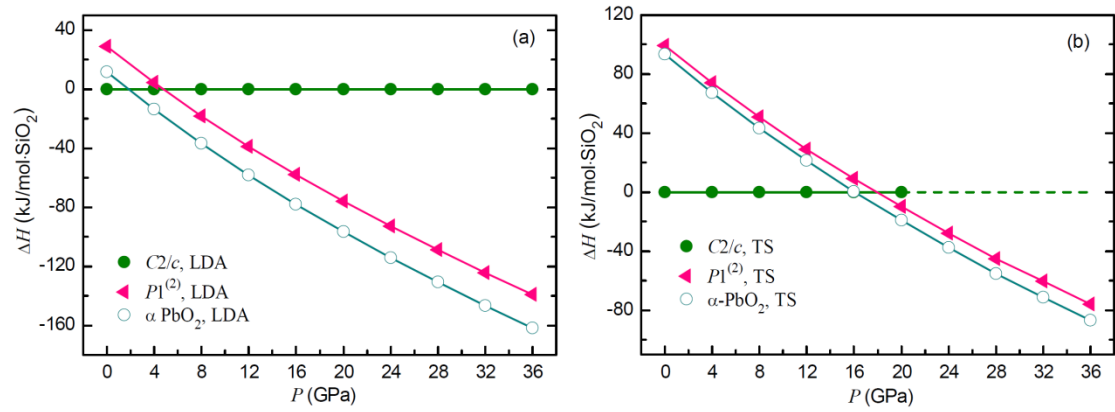 (a)
ΔH (kJ/mol·SiO₂)
40
0
-40
-80
-120
-160
C2/c, LDA
P1⁽²⁾, LDA
α PbO₂, LDA
0 4 8 12 16 20 24 28 32 36
P (GPa)
(b)
ΔH (kJ/mol·SiO₂)
120
80
40
0
-40
-80
C2/c, TS
P1⁽²⁾, TS
α-PbO₂, TS
0 4 8 12 16 20 24 28 32 36
P (GPa)